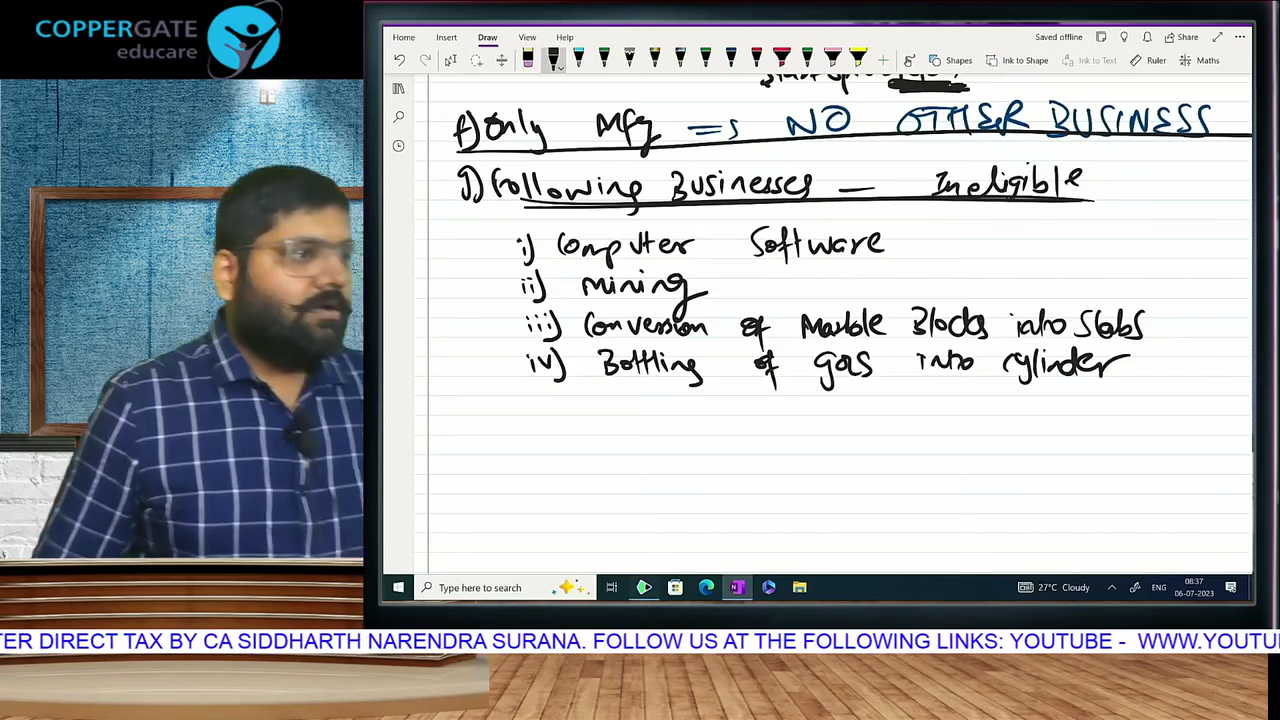 COPPERGATE
educare
Home Insert Draw View Help
Saved offline
Share
Shapes
Ink to Shape
Ink to Text
Ruler
Maths
f) Only Mfg => NO OTHER BUSINESS
g) Following Businesses — Ineligible
i) Computer Software
ii) Mining
iii) Conversion of Marble Blocks into Slabs
iv) Bottling of gas into cylinder
Type here to search
27°C Cloudy
ENG
08:37
06-07-2023
TER DIRECT TAX BY CA SIDDHARTH NARENDRA SURANA. FOLLOW US AT THE FOLLOWING LINKS: YOUTUBE - WWW.YOUTU